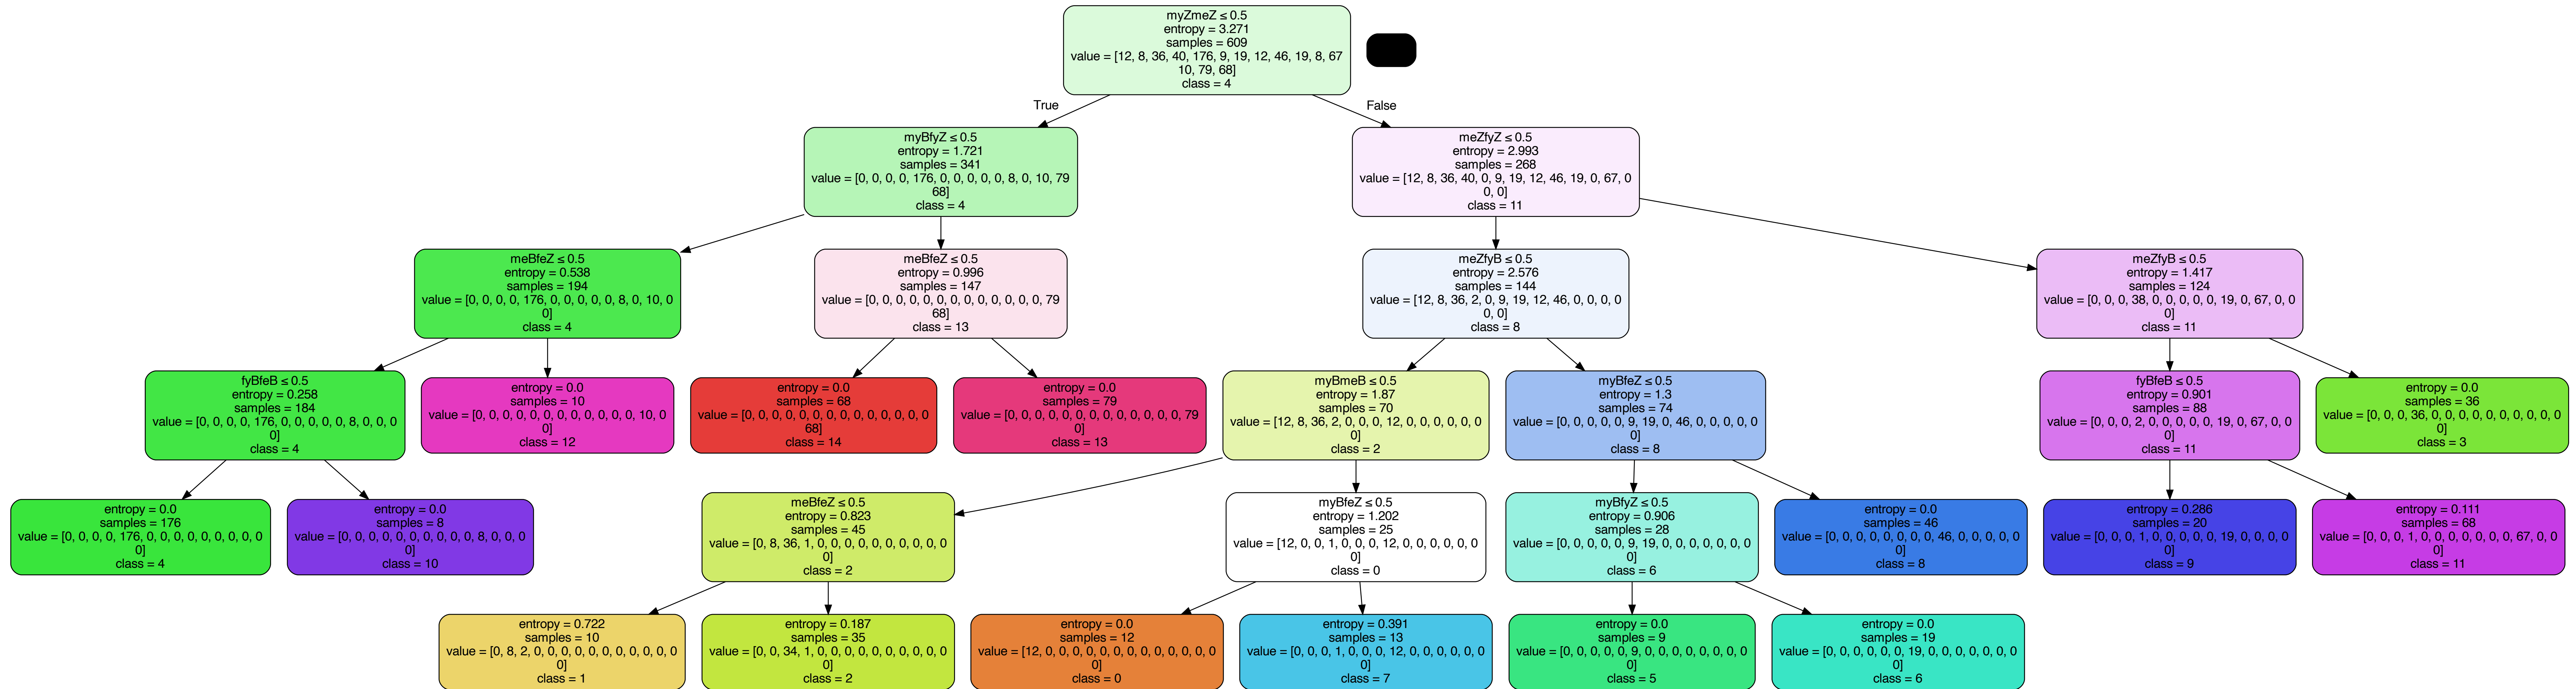 myZmeZ ≤ 0.5
entropy = 3.271
samples = 609
value = [12, 8, 36, 40, 176, 9, 19, 12, 46, 19, 8, 67
10, 79, 68]
class = 4
True
False
myBfyZ ≤ 0.5
entropy = 1.721
samples = 341
value = [0, 0, 0, 0, 176, 0, 0, 0, 0, 0, 8, 0, 10, 79
68]
class = 4
meZfyZ ≤ 0.5
entropy = 2.993
samples = 268
value = [12, 8, 36, 40, 0, 9, 19, 12, 46, 19, 0, 67, 0
0, 0]
class = 11
meBfeZ ≤ 0.5
entropy = 0.538
samples = 194
value = [0, 0, 0, 0, 176, 0, 0, 0, 0, 0, 8, 0, 10, 0
0]
class = 4
meBfeZ ≤ 0.5
entropy = 0.996
samples = 147
value = [0, 0, 0, 0, 0, 0, 0, 0, 0, 0, 0, 0, 0, 79
68]
class = 13
meZfyB ≤ 0.5
entropy = 2.576
samples = 144
value = [12, 8, 36, 2, 0, 9, 19, 12, 46, 0, 0, 0, 0
0, 0]
class = 8
meZfyB ≤ 0.5
entropy = 1.417
samples = 124
value = [0, 0, 0, 38, 0, 0, 0, 0, 0, 19, 0, 67, 0, 0
0]
class = 11
fyBfeB ≤ 0.5
entropy = 0.258
samples = 184
value = [0, 0, 0, 0, 176, 0, 0, 0, 0, 0, 8, 0, 0, 0
0]
class = 4
entropy = 0.0
samples = 10
value = [0, 0, 0, 0, 0, 0, 0, 0, 0, 0, 0, 0, 10, 0
0]
class = 12
entropy = 0.0
samples = 68
value = [0, 0, 0, 0, 0, 0, 0, 0, 0, 0, 0, 0, 0, 0
68]
class = 14
entropy = 0.0
samples = 79
value = [0, 0, 0, 0, 0, 0, 0, 0, 0, 0, 0, 0, 0, 79
0]
class = 13
myBmeB ≤ 0.5
entropy = 1.87
samples = 70
value = [12, 8, 36, 2, 0, 0, 0, 12, 0, 0, 0, 0, 0, 0
0]
class = 2
myBfeZ ≤ 0.5
entropy = 1.3
samples = 74
value = [0, 0, 0, 0, 0, 9, 19, 0, 46, 0, 0, 0, 0, 0
0]
class = 8
fyBfeB ≤ 0.5
entropy = 0.901
samples = 88
value = [0, 0, 0, 2, 0, 0, 0, 0, 0, 19, 0, 67, 0, 0
0]
class = 11
entropy = 0.0
samples = 36
value = [0, 0, 0, 36, 0, 0, 0, 0, 0, 0, 0, 0, 0, 0
0]
class = 3
entropy = 0.0
samples = 176
value = [0, 0, 0, 0, 176, 0, 0, 0, 0, 0, 0, 0, 0, 0
0]
class = 4
entropy = 0.0
samples = 8
value = [0, 0, 0, 0, 0, 0, 0, 0, 0, 0, 8, 0, 0, 0
0]
class = 10
meBfeZ ≤ 0.5
entropy = 0.823
samples = 45
value = [0, 8, 36, 1, 0, 0, 0, 0, 0, 0, 0, 0, 0, 0
0]
class = 2
myBfeZ ≤ 0.5
entropy = 1.202
samples = 25
value = [12, 0, 0, 1, 0, 0, 0, 12, 0, 0, 0, 0, 0, 0
0]
class = 0
myBfyZ ≤ 0.5
entropy = 0.906
samples = 28
value = [0, 0, 0, 0, 0, 9, 19, 0, 0, 0, 0, 0, 0, 0
0]
class = 6
entropy = 0.0
samples = 46
value = [0, 0, 0, 0, 0, 0, 0, 0, 46, 0, 0, 0, 0, 0
0]
class = 8
entropy = 0.286
samples = 20
value = [0, 0, 0, 1, 0, 0, 0, 0, 0, 19, 0, 0, 0, 0
0]
class = 9
entropy = 0.111
samples = 68
value = [0, 0, 0, 1, 0, 0, 0, 0, 0, 0, 0, 67, 0, 0
0]
class = 11
entropy = 0.722
samples = 10
value = [0, 8, 2, 0, 0, 0, 0, 0, 0, 0, 0, 0, 0, 0
0]
class = 1
entropy = 0.187
samples = 35
value = [0, 0, 34, 1, 0, 0, 0, 0, 0, 0, 0, 0, 0, 0
0]
class = 2
entropy = 0.0
samples = 12
value = [12, 0, 0, 0, 0, 0, 0, 0, 0, 0, 0, 0, 0, 0
0]
class = 0
entropy = 0.391
samples = 13
value = [0, 0, 0, 1, 0, 0, 0, 12, 0, 0, 0, 0, 0, 0
0]
class = 7
entropy = 0.0
samples = 9
value = [0, 0, 0, 0, 0, 9, 0, 0, 0, 0, 0, 0, 0, 0
0]
class = 5
entropy = 0.0
samples = 19
value = [0, 0, 0, 0, 0, 0, 19, 0, 0, 0, 0, 0, 0, 0
0]
class = 6